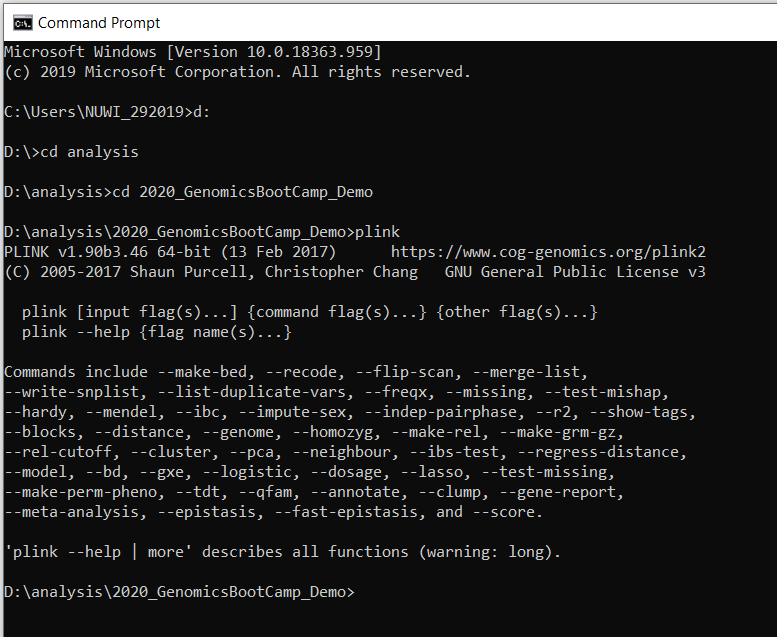 Command Prompt
Microsoft Windows [Version 10.0.18363.959]
(c) 2019 Microsoft Corporation. All rights reserved.
C:\Users\NUWI_292019>d:
D:\>cd analysis
D:\analysis>cd 2020_GenomicsBootCamp_Demo
D:\analysis\2020_GenomicsBootCamp_Demo>plink
PLINK v1.90b3.46 64-bit (13 Feb 2017)      https://www.cog-genomics.org/plink2
(C) 2005-2017 Shaun Purcell, Christopher Chang   GNU General Public License v3
  plink [input flag(s)...] {command flag(s)...} {other flag(s)...}
  plink --help {flag name(s)...}
Commands include --make-bed, --recode, --flip-scan, --merge-list,
--write-snplist, --list-duplicate-vars, --freqx, --missing, --test-mishap,
--hardy, --mendel, --ibc, --impute-sex, --indep-pairphase, --r2, --show-tags,
--blocks, --distance, --genome, --homozyg, --make-rel, --make-grm-gz,
--rel-cutoff, --cluster, --pca, --neighbour, --ibs-test, --regress-distance,
--model, --bd, --gxe, --logistic, --dosage, --lasso, --test-missing,
--make-perm-pheno, --tdt, --qfam, --annotate, --clump, --gene-report,
--meta-analysis, --epistasis, --fast-epistasis, and --score.
'plink --help | more' describes all functions (warning: long).
D:\analysis\2020_GenomicsBootCamp_Demo>